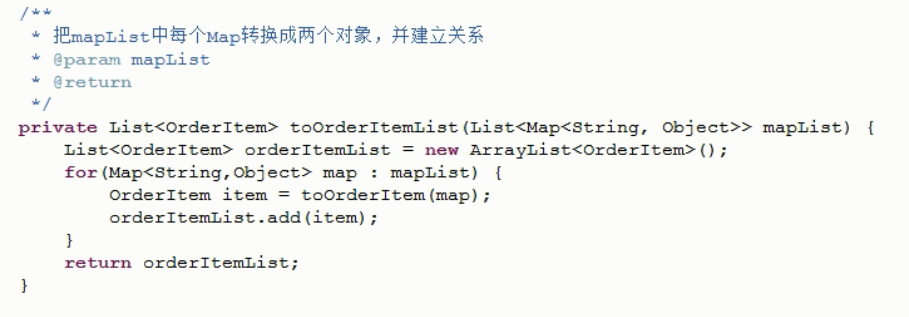 /**
 * 把mapList中每个Map转换成两个对象，并建立关系
 * @param mapList
 * @return
 */
private List<OrderItem> toOrderItemList(List<Map<String, Object>> mapList) {
    List<OrderItem> orderItemList = new ArrayList<OrderItem>();
    for(Map<String,Object> map : mapList) {
        OrderItem item = toOrderItem(map);
        orderItemList.add(item);
    }
    return orderItemList;
}